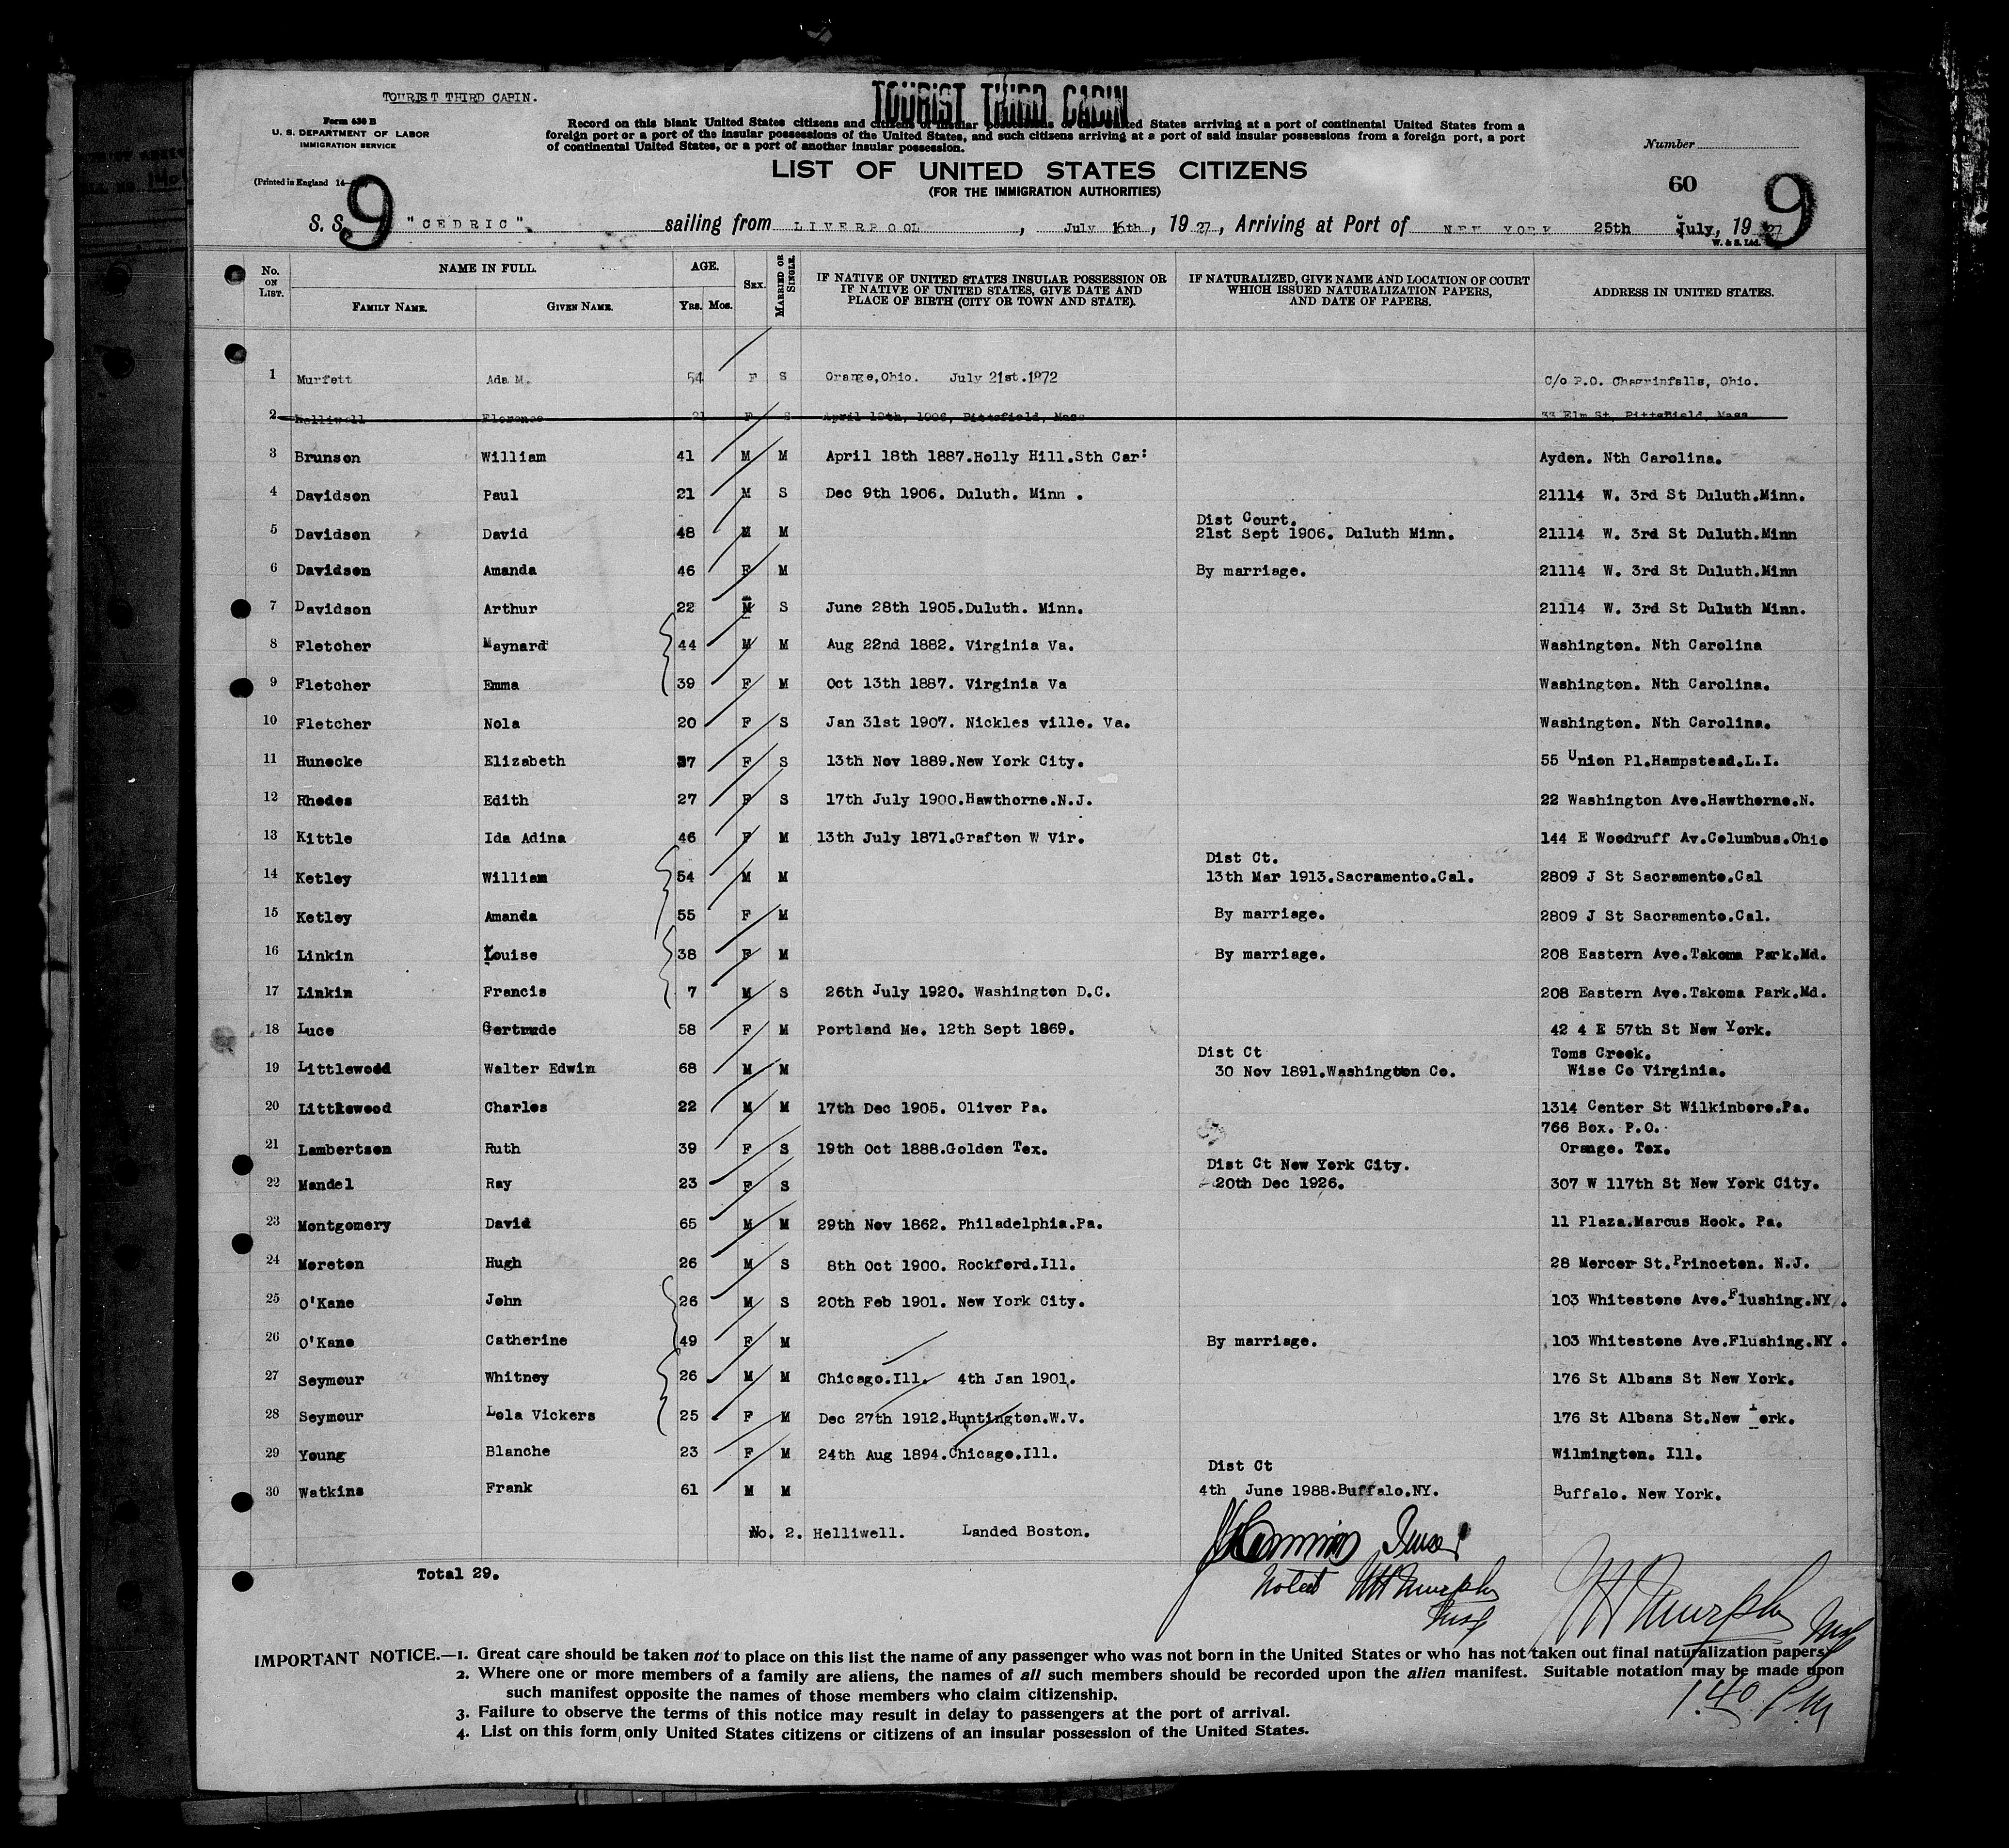 TOURIST THIRD CABIN.
TOURIST THIRD CABIN
Form 630 B
U. S. DEPARTMENT OF LABOR
IMMIGRATION SERVICE
(Printed in England 14
Record on this blank United States citizens and citizens of insular possessions of the United States arriving at a port of continental United States from a
foreign port or a port of the insular possessions of the United States, and such citizens arriving at a port of said insular possessions from a foreign port, a port
of continental United States, or a port of another insular possession.
Number
LIST OF UNITED STATES CITIZENS
(FOR THE IMMIGRATION AUTHORITIES)
60
9 9
S. S. "CEDRIC". sailing from LIVERPOOL, July 16th, 1927, Arriving at Port of NEW YORK 25th July, 1927
W. & S. Ltd.
No. ON LIST. NAME IN FULL. FAMILY NAME. GIVEN NAME. AGE. Yrs. Mos. SEX. MARRIED OR SINGLE. IF NATIVE OF UNITED STATES INSULAR POSSESSION OR IF NATIVE OF UNITED STATES, GIVE DATE AND PLACE OF BIRTH (CITY OR TOWN AND STATE). IF NATURALIZED, GIVE NAME AND LOCATION OF COURT WHICH ISSUED NATURALIZATION PAPERS, AND DATE OF PAPERS. ADDRESS IN UNITED STATES.
1 Murfett Ada M. 54 F S Orange,Ohio. July 21st.1872 C/o P.O. Chagrinfalls, Ohio.
2 Helliwell Florence 21 F S April 19th, 1906, Pittsfield, Mass 33 Elm St. Pittsfield, Mass
3 Brunson William 41 M M April 18th 1887.Holly Hill.Sth Car: Ayden. Nth Carolina.
4 Davidson Paul 21 M S Dec 9th 1906. Duluth. Minn . 21114 W. 3rd St Duluth.Minn.
5 Davidson David 48 M M Dist Court. 21st Sept 1906. Duluth Minn. 21114 W. 3rd St Duluth.Minn
6 Davidson Amanda 46 F M By marriage. 21114 W. 3rd St Duluth.Minn
7 Davidson Arthur 22 M S June 28th 1905.Duluth. Minn. 21114 W. 3rd St Duluth Minn.
8 Fletcher Maynard 44 M M Aug 22nd 1882. Virginia Va. Washington. Nth Carolina
9 Fletcher Emma 39 F M Oct 13th 1887. Virginia Va Washington. Nth Carolina.
10 Fletcher Nola 20 F S Jan 31st 1907. Nickles ville. Va. Washington. Nth Carolina.
11 Hunecke Elizabeth 37 F S 13th Nov 1889.New York City. 55 Union Pl.Hampstead.L.I.
12 Rhodes Edith 27 F S 17th July 1900.Hawthorne.N.J. 22 Washington Ave.Hawthorne.N.
13 Kittle Ida Adina 46 F M 13th July 1871.Grafton W Vir. 144 E Woodruff Av.Columbus.Ohio
14 Ketley William 54 M M Dist Ct. 13th Mar 1913.Sacramento.Cal. 2809 J St Sacramento.Cal
15 Ketley Amanda 55 F M By marriage. 2809 J St Sacramento.Cal.
16 Linkin Louise 38 F M By marriage. 208 Eastern Ave.Takoma Park.Md.
17 Linkin Francis 7 M S 26th July 1920. Washington D.C. 208 Eastern Ave.Takoma Park.Md.
18 Luce Gertrude 58 F M Portland Me. 12th Sept 1869. 42 4 E 57th St New York.
19 Littlewood Walter Edwin 68 M M Dist Ct 30 Nov 1891.Washington Co. Toms Creek. Wise Co Virginia.
20 Littlewood Charles 22 M M 17th Dec 1905. Oliver Pa. 1314 Center St Wilkinboro.Pa.
21 Lambertson Ruth 39 F S 19th Oct 1888.Golden Tex. 766 Box. P.O. Orange. Tex.
22 Mandel Ray 23 F S Dist Ct New York City. 20th Dec 1926. 307 W 117th St New York City.
23 Montgomery David 65 M M 29th Nov 1862. Philadelphia.Pa. 11 Plaza.Marcus Hook. Pa.
24 Moreton Hugh 26 M S 8th Oct 1900. Rockford.Ill. 28 Mercer St.Princeton. N.J.
25 O'Kane John 26 M S 20th Feb 1901. New York City. 103 Whitestone Ave.Flushing.NY .
26 O'Kane Catherine 49 F M By marriage. 103 Whitestone Ave.Flushing.NY .
27 Seymour Whitney 26 M M Chicago.Ill. 4th Jan 1901. 176 St Albans St New York.
28 Seymour Lola Vickers 25 F M Dec 27th 1912.Huntington.W.V. 176 St Albans St.New York.
29 Young Blanche 23 F M 24th Aug 1894.Chicago.Ill. Wilmington. Ill.
30 Watkins Frank 61 M M Dist Ct 4th June 1988.Buffalo.NY. Buffalo. New York.
No. 2. Helliwell. Landed Boston.
Total 29.
Noted WH Murphy
Insp
WH Murphy Insp
1.40 PM
IMPORTANT NOTICE.—1. Great care should be taken not to place on this list the name of any passenger who was not born in the United States or who has not taken out final naturalization papers.
2. Where one or more members of a family are aliens, the names of all such members should be recorded upon the alien manifest. Suitable notation may be made upon
such manifest opposite the names of those members who claim citizenship.
3. Failure to observe the terms of this notice may result in delay to passengers at the port of arrival.
4. List on this form only United States citizens or citizens of an insular possession of the United States.